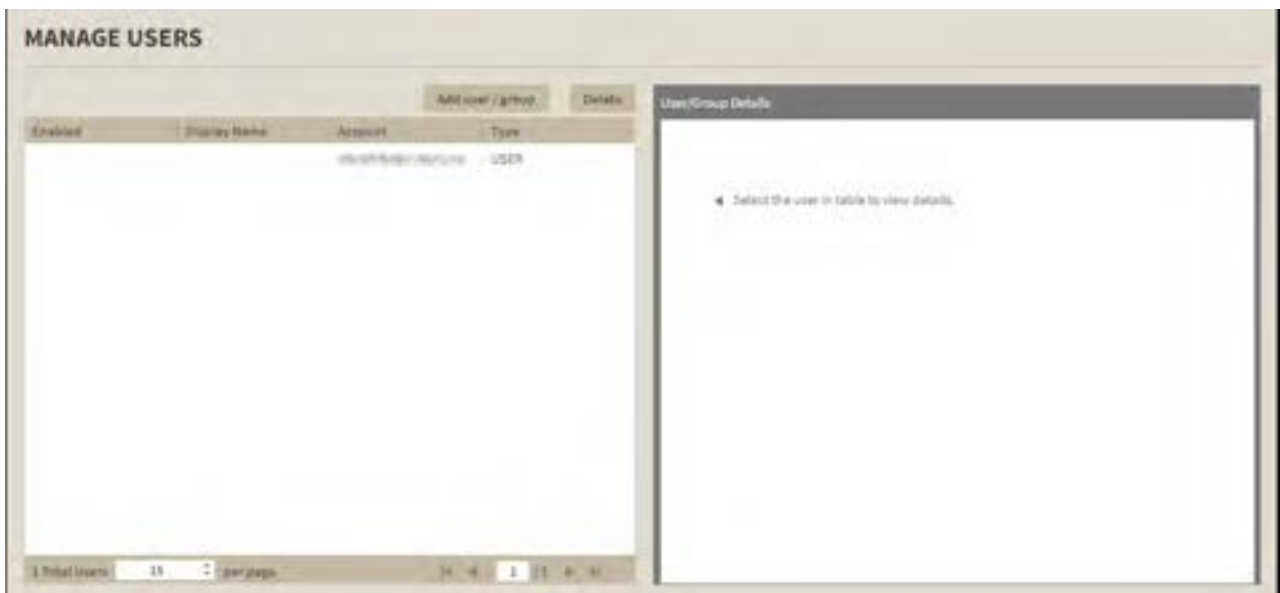 MANAGE USERS
Add user / group Delete
User/Group Details
Enabled Display Name Account Type
USER
Select the user in table to view details.
1 Total Users 15 per page 1 / 1